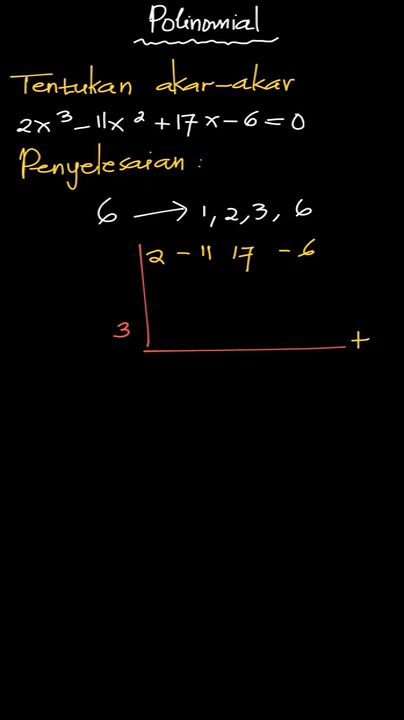 Polinomial
Tentukan akar-akar
2x³ - 11x² + 17x - 6 = 0
Penyelesaian :
6 → 1, 2, 3, 6
2 - 11 17 - 6
3
+